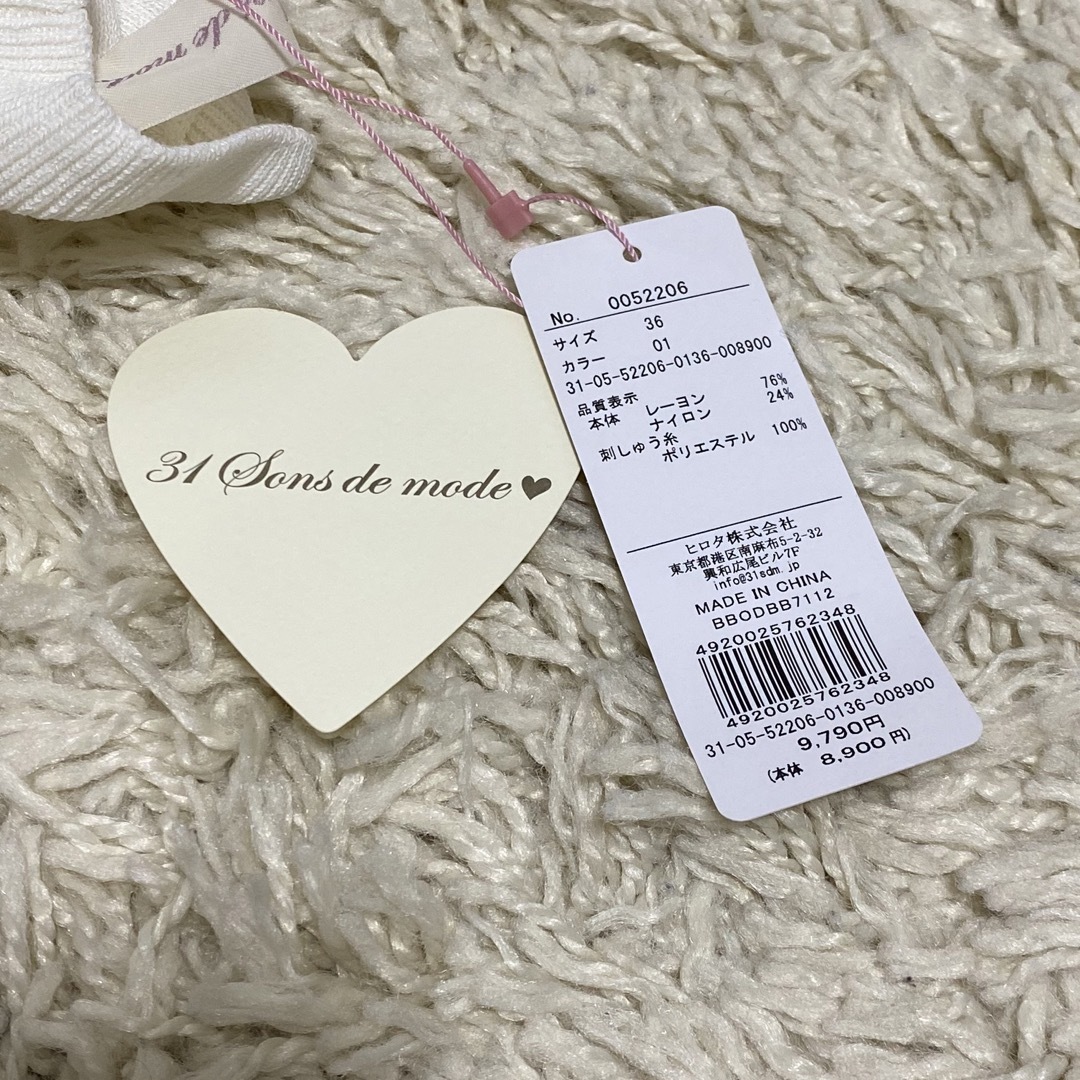 de mode
31 Sons de mode♥
No. 0052206
サイズ 36
カラー 01
31-05-52206-0136-008900
品質表示
本体 レーヨン 76%
ナイロン 24%
刺しゅう糸
ポリエステル 100%
ヒロタ株式会社
東京都港区南麻布5-2-32
興和広尾ビル7F
info@31sdm.jp
MADE IN CHINA
BBODBB7112
4920025762348
4920025762348
31-05-52206-0136-008900
9,790円
(本体 8,900円)